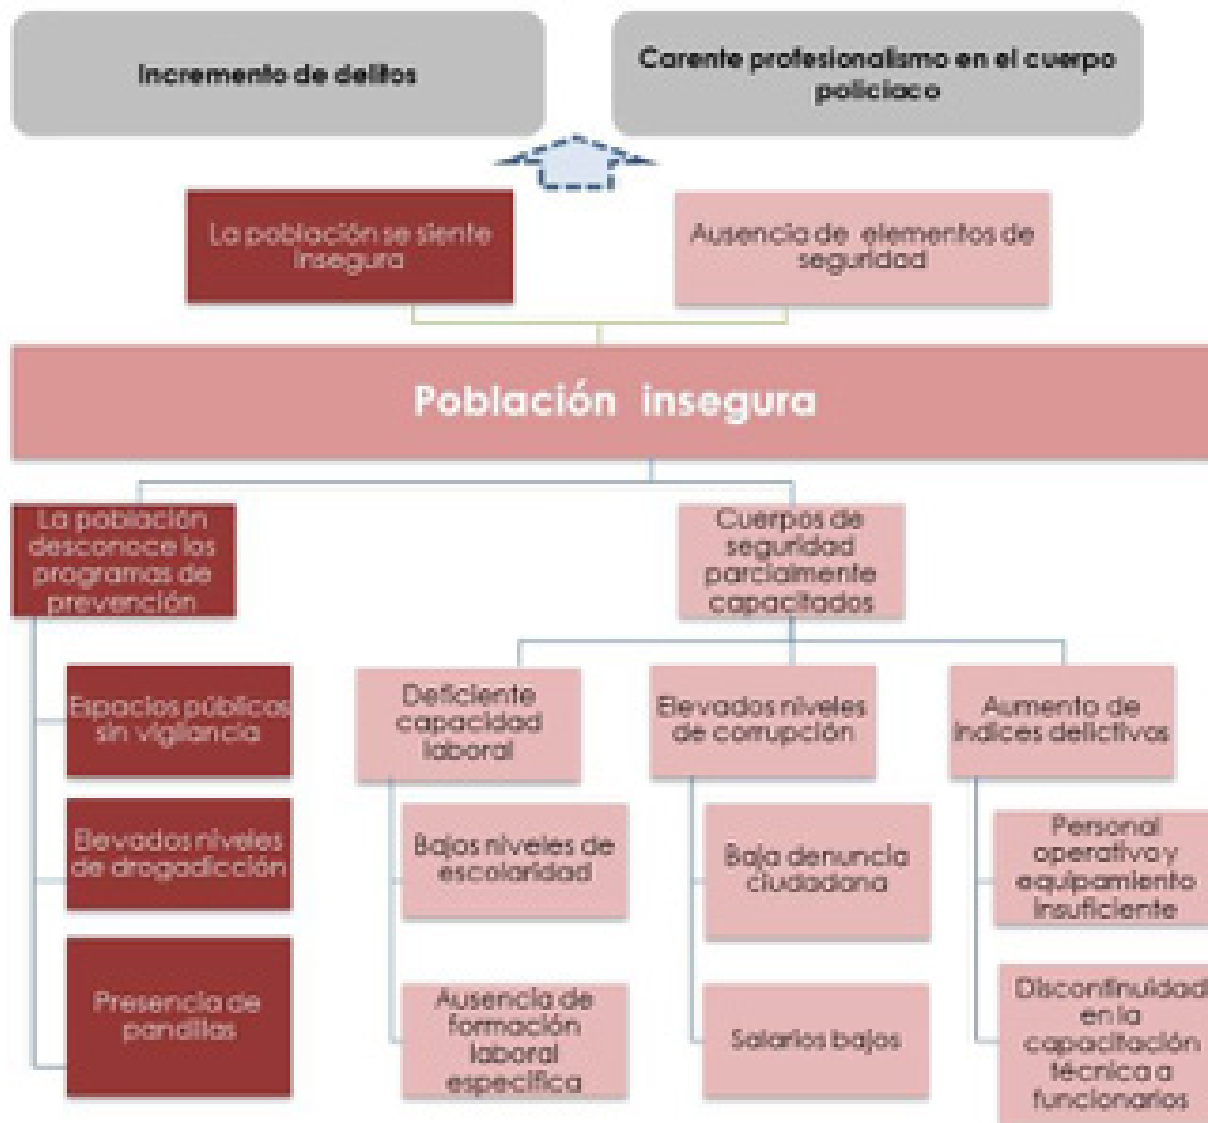 Incremento de delitos
Carente profesionalismo en el cuerpo
policiaco
La población se siente
insegura
Ausencia de elementos de
seguridad
Población insegura
La población
desconoce los
programas de
prevención
Cuerpos de
seguridad
parcialmente
capacitados
Espacios públicos
sin vigilancia
Elevados niveles
de drogadicción
Presencia de
pandillas
Deficiente
capacidad
laboral
Bajos niveles de
escolaridad
Ausencia de
formación
laboral
específica
Elevados niveles
de corrupción
Baja denuncia
ciudadana
Salarios bajos
Aumento de
índices delictivos
Personal
operativo y
equipamiento
insuficiente
Discontinuidad
en la
capacitación
técnica a
funcionarios